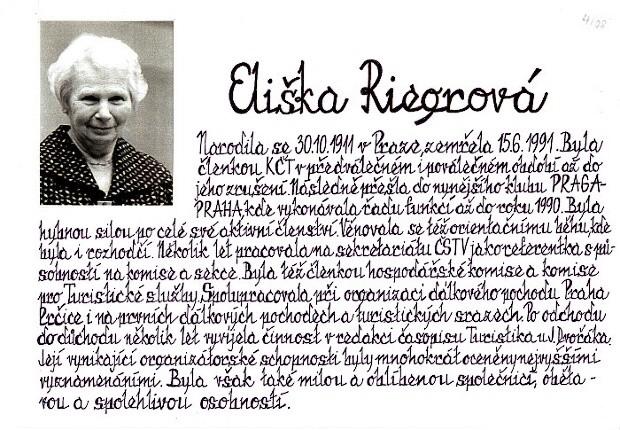 4/98
Eliška Riegrová
Narodila se 30.10.1911 v Praze, zemřela 15.6.1991. Byla
členkou KČT v předválečném i poválečném období až do
jeho zrušení. Následně přešla do nynějšího klubu PRAGA-
PRAHA, kde vykonávala řadu funkcí až do roku 1990. Byla
hybnou silou po celé své aktivní členství. Věnovala se též orientačnímu běhu, kde
byla i rozhodčí. Několik let pracovala na sekretariátu ČSTV jako referentka s pů-
sobností na komise a sekce. Byla též členkou hospodářské komise a komise
pro Turistické služby. Spolupracovala při organizaci dálkového pochodu Praha
Prčice i na prvních dálkových pochodech a turistických srazech. Po odchodu
do důchodu několik let vyvíjela činnost v redakci časopisu Turistika u J. Dvořáka.
Její vynikající organizátorské schopnosti byly mnohokrát oceněny nejvyššími
vyznamenáními. Byla však také milou a oblíbenou společnicí, oběta-
vou a spolehlivou osobností.